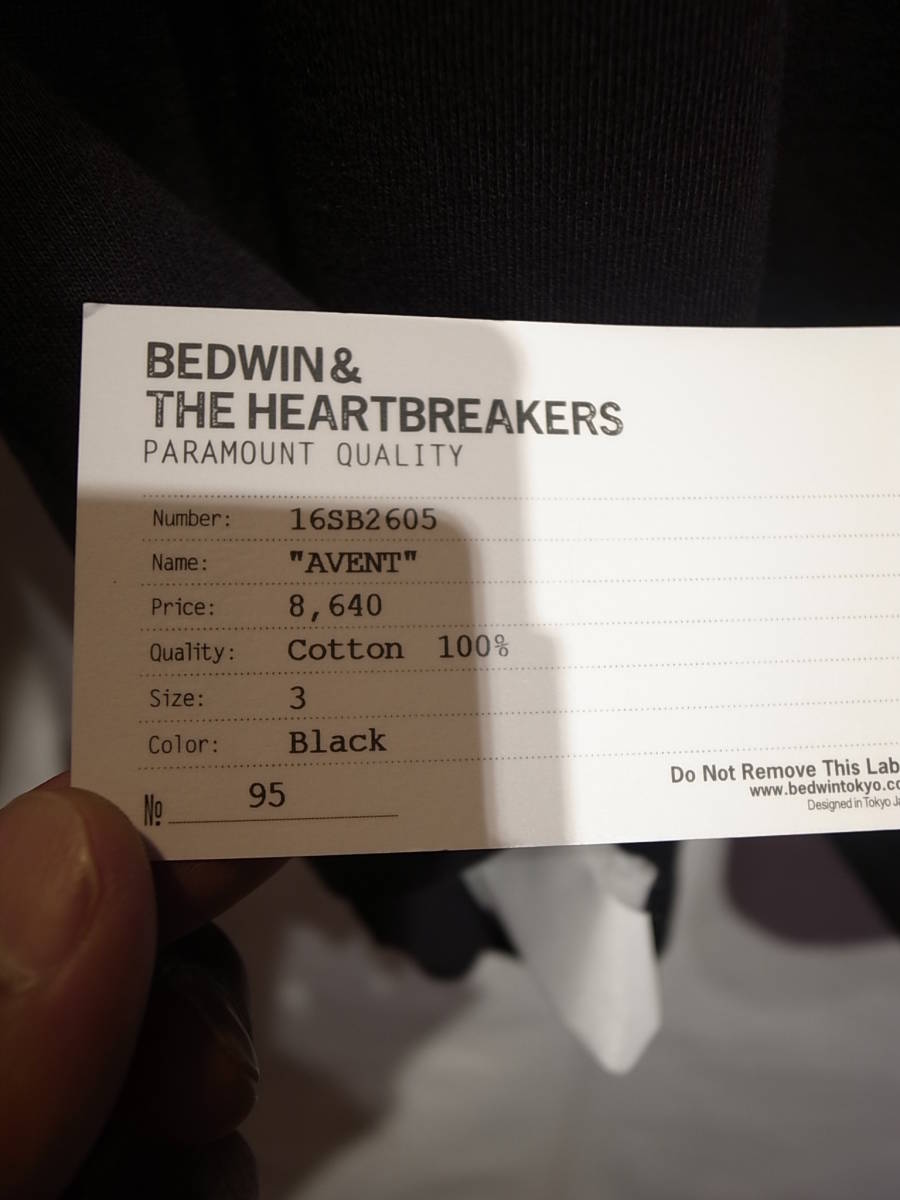 BEDWIN &
THE HEARTBREAKERS
PARAMOUNT QUALITY
Number: 16SB2605
Name: "AVENT"
Price: 8,640
Quality: Cotton 100%
Size: 3
Color: Black
№ 95
Do Not Remove This Lab
www.bedwintokyo.co
Designed in Tokyo Ja